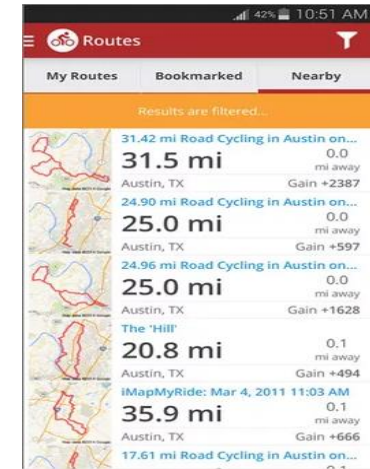 42% 10:51 AM
Routes
My Routes Bookmarked Nearby
Results are filtered...
31.42 mi Road Cycling in Austin on...
31.5 mi 0.0
mi away
Austin, TX Gain +2387
24.90 mi Road Cycling in Austin on...
25.0 mi 0.0
mi away
Austin, TX Gain +597
24.96 mi Road Cycling in Austin on...
25.0 mi 0.0
mi away
Austin, TX Gain +1628
The 'Hill'
20.8 mi 0.1
mi away
Austin, TX Gain +494
iMapMyRide: Mar 4, 2011 11:03 AM
35.9 mi 0.1
mi away
Austin, TX Gain +666
17.61 mi Road Cycling in Austin on...